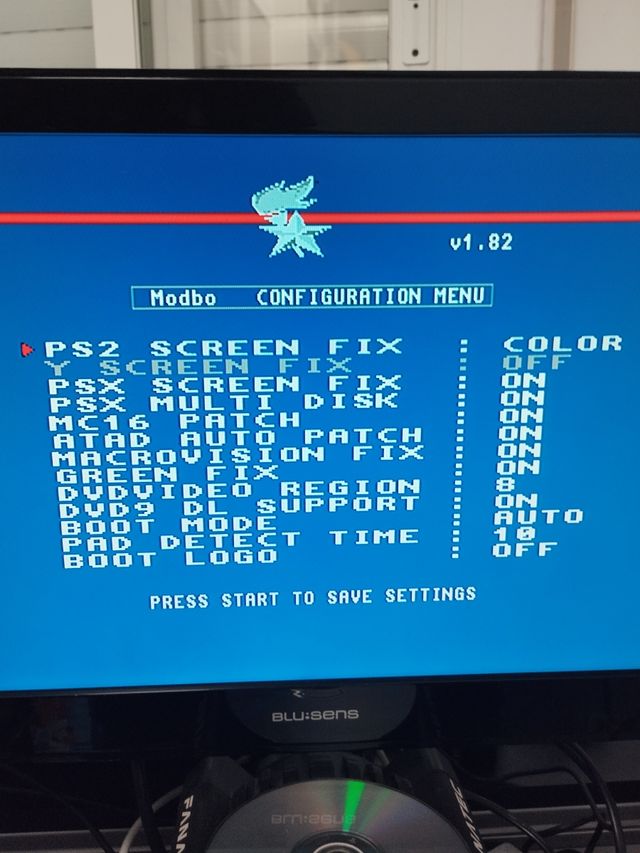 v1.82
Modbo CONFIGURATION MENU
PS2 SCREEN FIX : COLOR
Y SCREEN FIX : OFF
PSX SCREEN FIX : ON
PSX MULTI DISK : ON
MC16 PATCH : ON
ATAD AUTO PATCH : ON
MACROVISION FIX : ON
GREEN FIX : ON
DVDVIDEO REGION : 8
DVD9 DL SUPPORT : ON
BOOT MODE : AUTO
PAD DETECT TIME : 10
BOOT LOGO : OFF
PRESS START TO SAVE SETTINGS
BLU:SENS